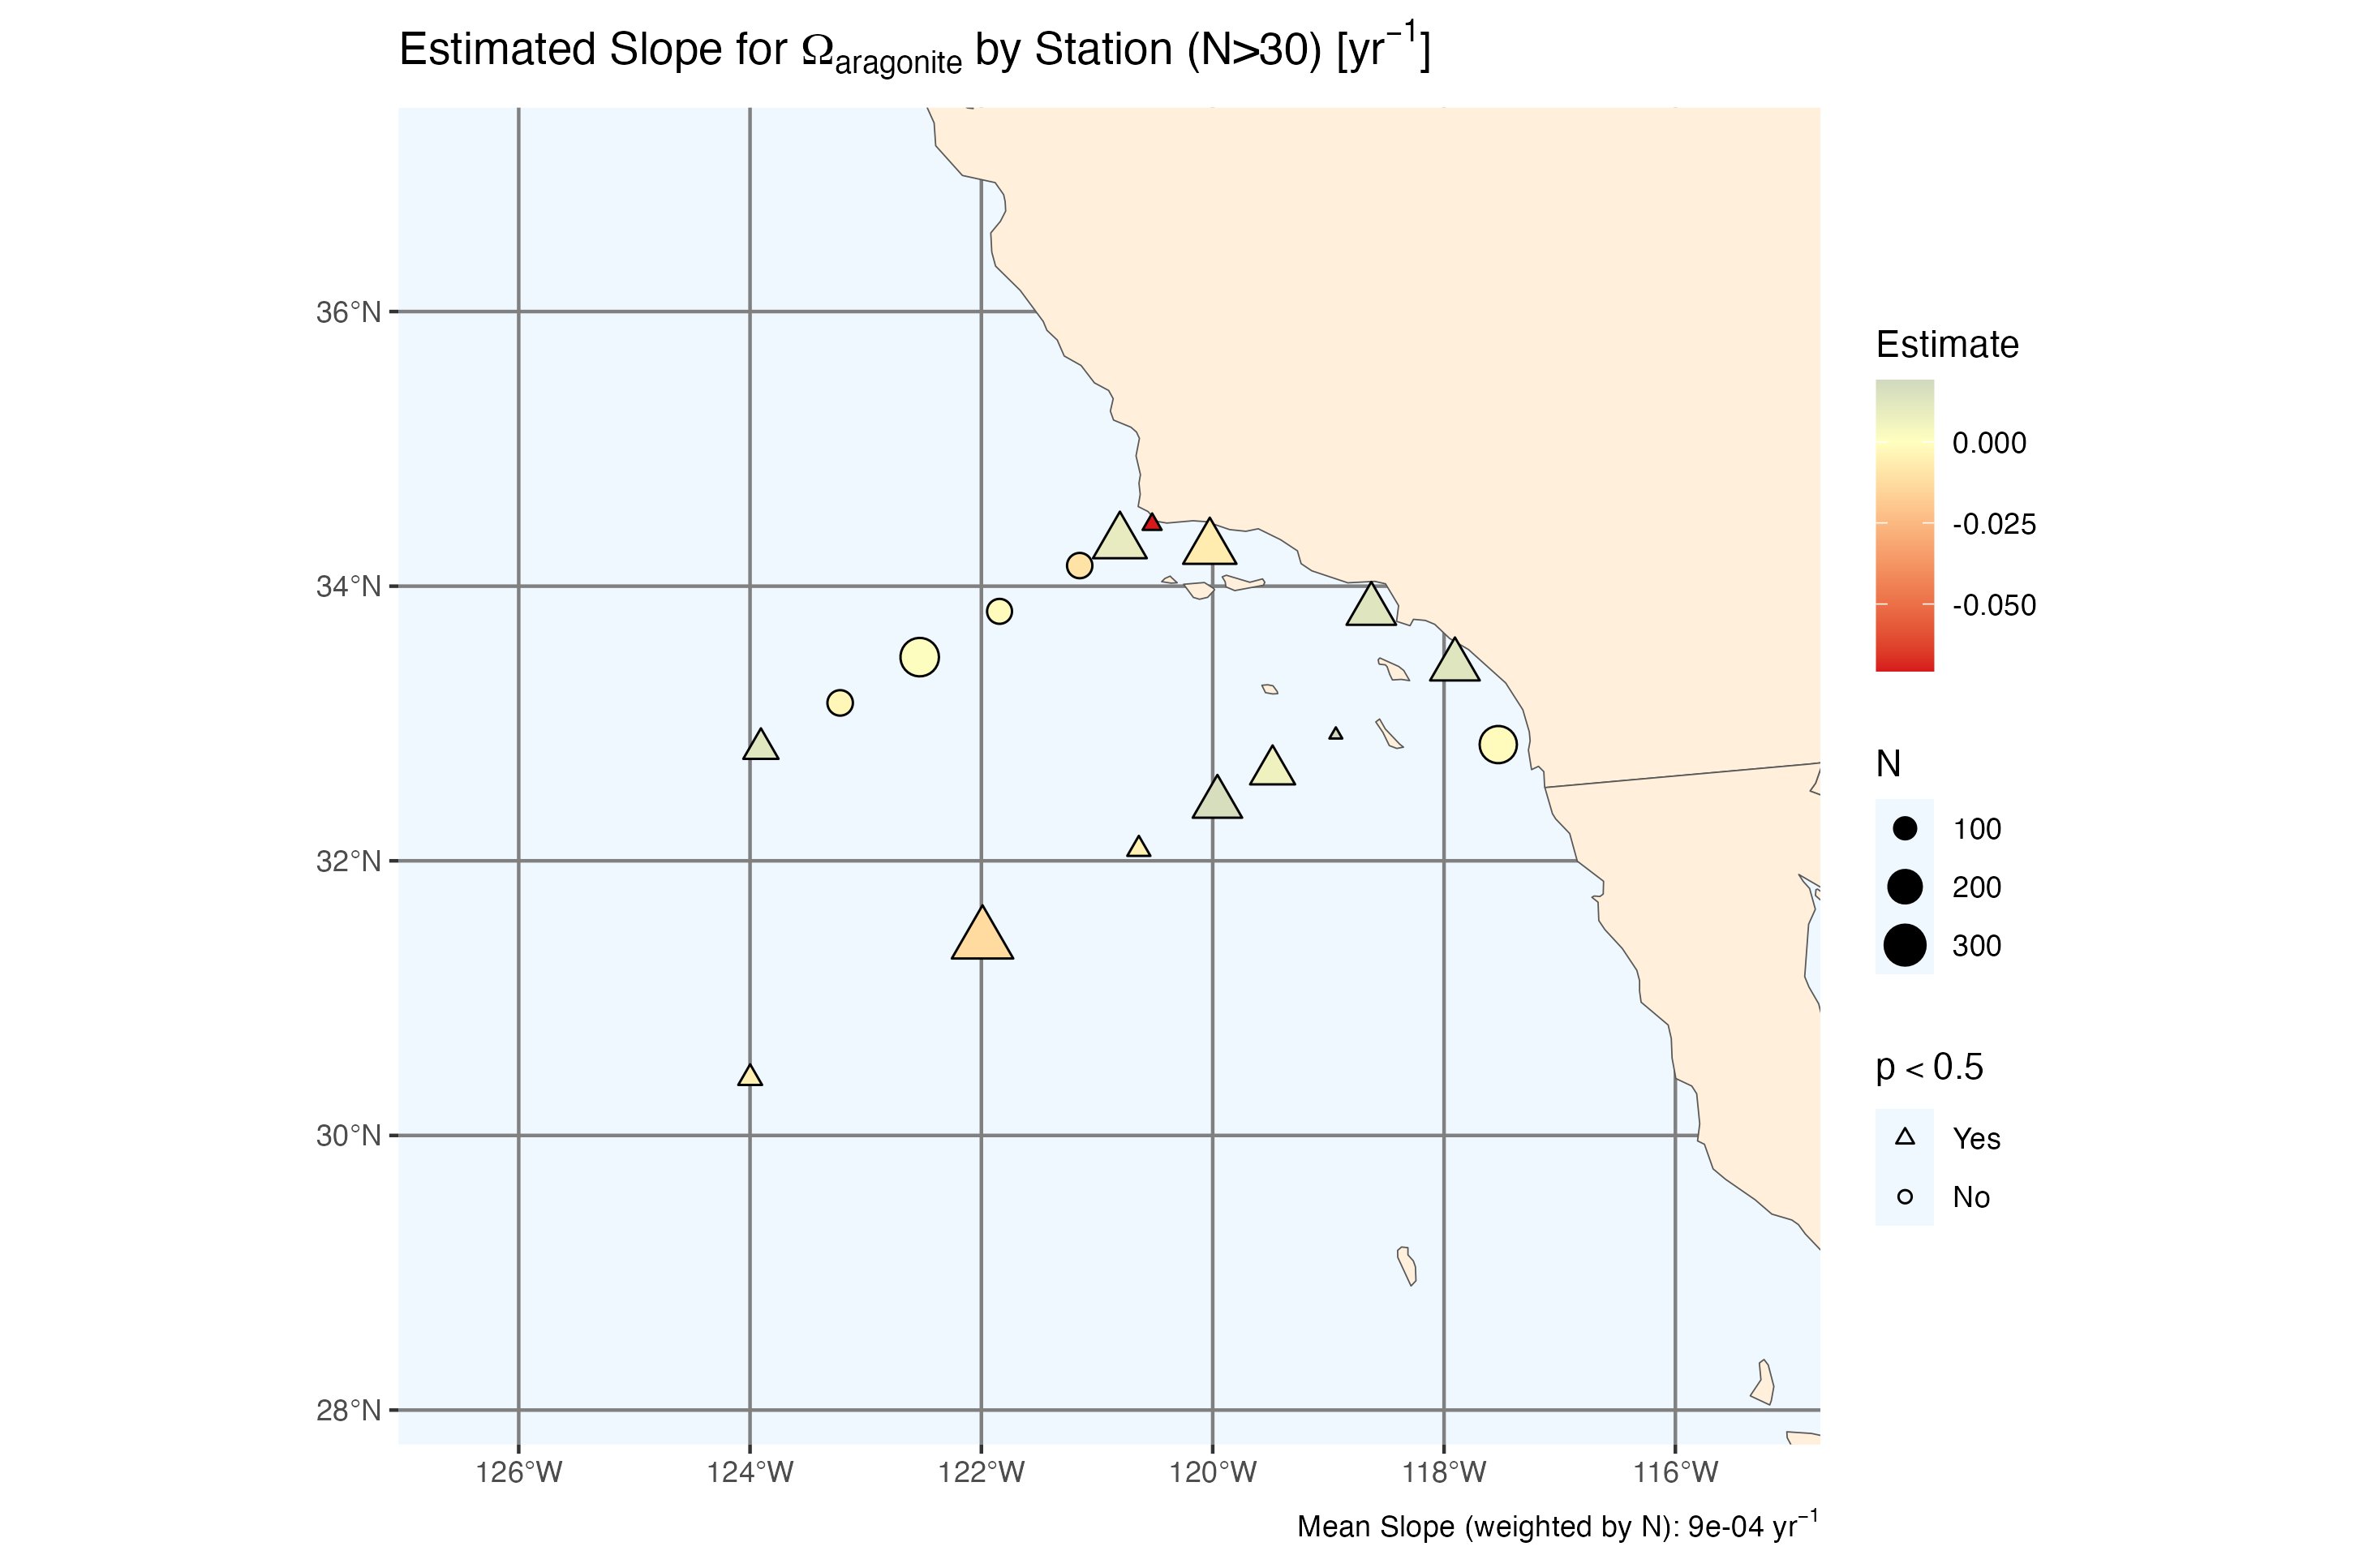 Estimated Slope for Ωaragonite by Station (N>30) [yr−1]
36°N
34°N
32°N
30°N
28°N
126°W 124°W 122°W 120°W 118°W 116°W
Estimate
0.000
-0.025
-0.050
N
100
200
300
p < 0.5
Yes
No
Mean Slope (weighted by N): 9e-04 yr−1